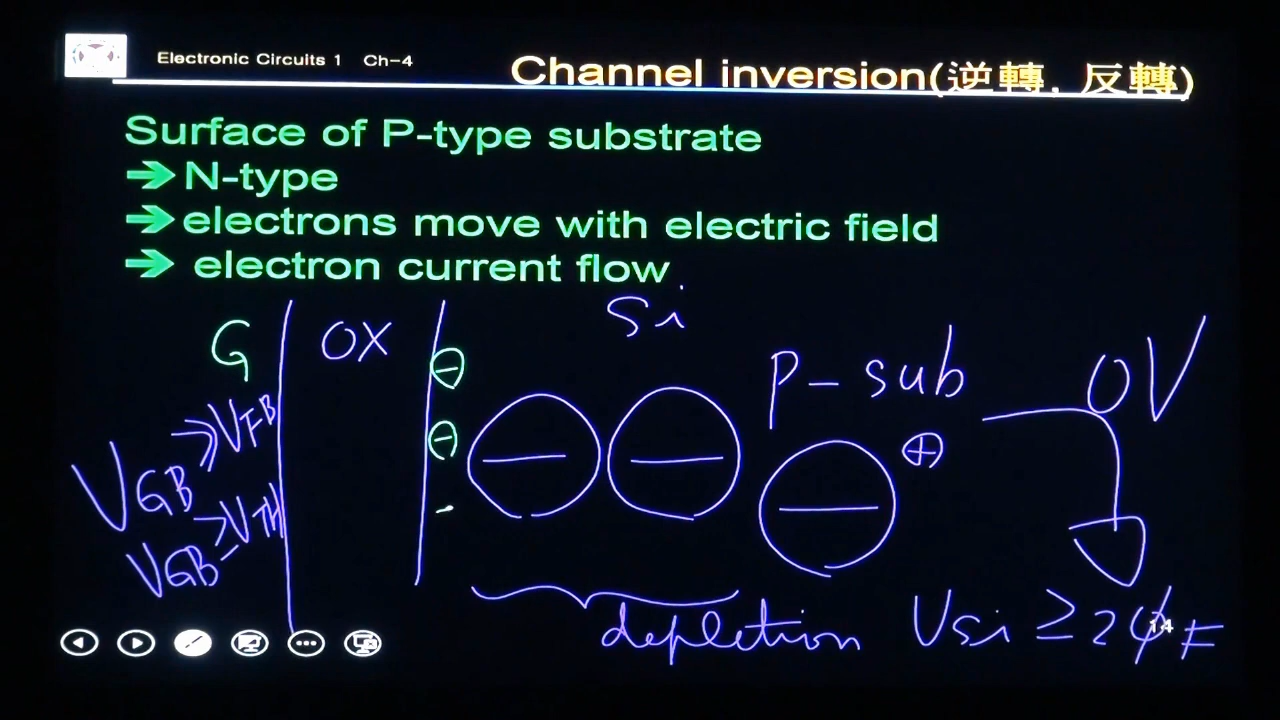 Electronic Circuits 1 Ch-4
Channel inversion(逆轉, 反轉)
Surface of P-type substrate
➔ N-type
➔ electrons move with electric field
➔ electron current flow
Si
G
OX
P-sub
0V
VGB > VFB
VGB ≥ VTH
depletion
Vsi ≥ 2ϕF
14